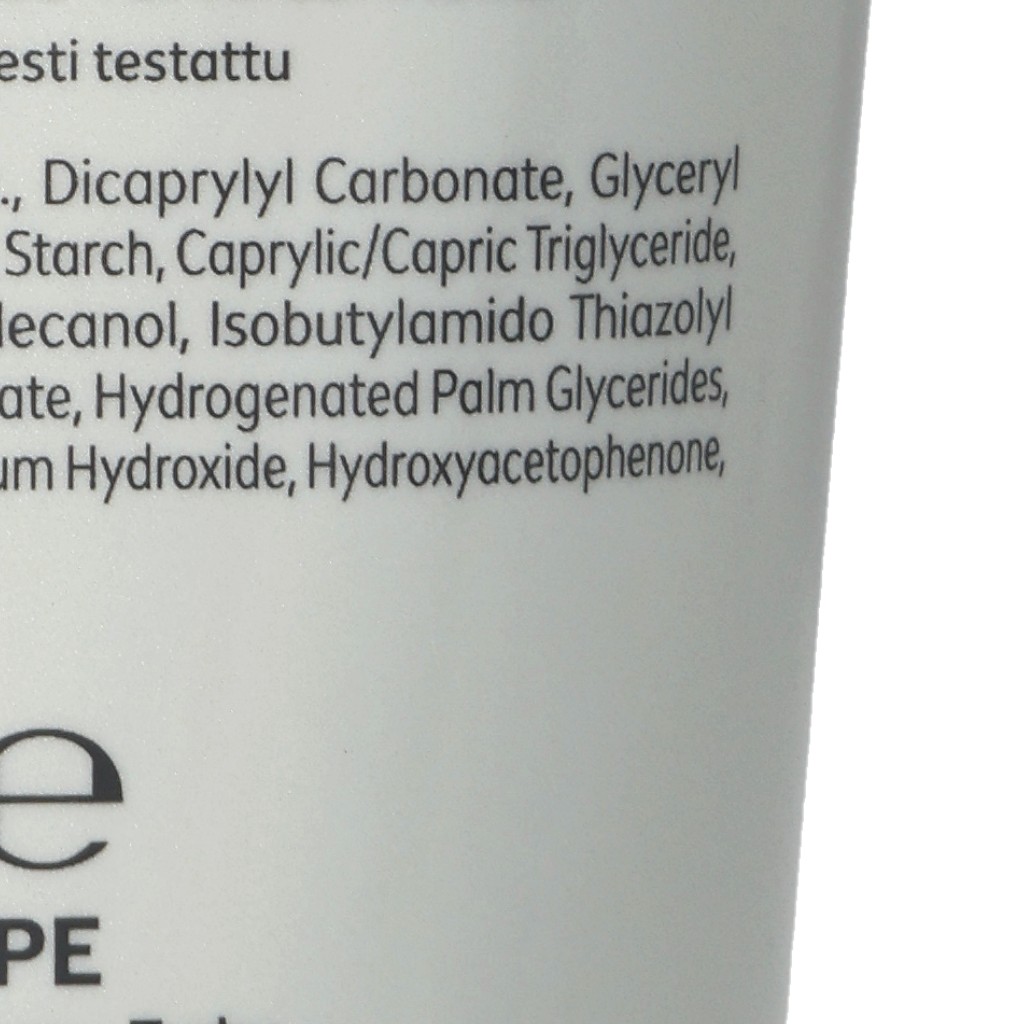 esti testattu
., Dicaprylyl Carbonate, Glyceryl
Starch, Caprylic/Capric Triglyceride,
decanol, Isobutylamido Thiazolyl
ate, Hydrogenated Palm Glycerides,
um Hydroxide, Hydroxyacetophenone,
e
PE